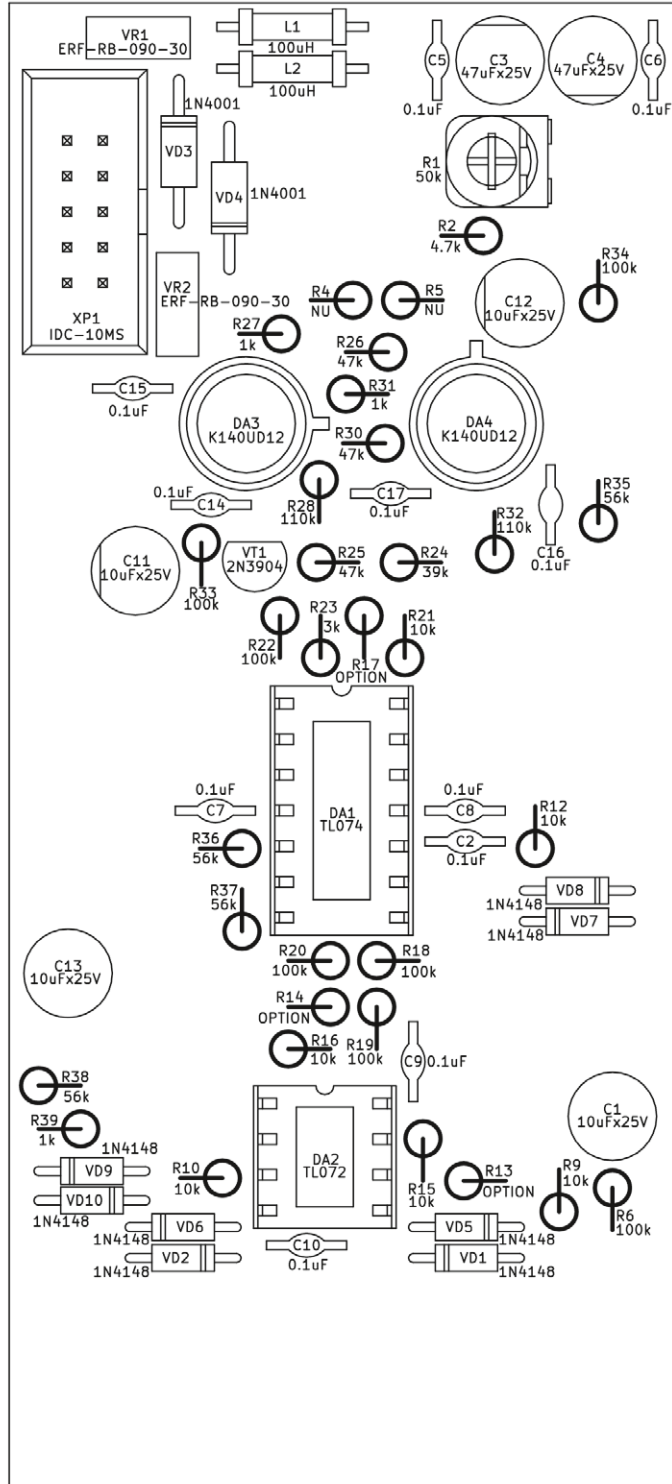 VR1
ERF-RB-090-30
L1
100uH
L2
100uH
C5
0.1uF
C3
47uFx25V
C4
47uFx25V
C6
0.1uF
1N4001
VD3
VD4
1N4001
R1
50k
XP1
IDC-10MS
VR2
ERF-RB-090-30
R2
4.7k
R34
100k
R4
NU
R5
NU
C12
10uFx25V
R27
1k
R26
47k
C15
0.1uF
R31
1k
DA3
K140UD12
DA4
K140UD12
R30
47k
0.1uF
C14
R28
110k
C17
0.1uF
R35
56k
R32
110k
C16
0.1uF
C11
10uFx25V
R33
100k
VT1
2N3904
R25
47k
R24
39k
R22
100k
R23
3k
R17
OPTION
R21
10k
0.1uF
C7
DA1
TL074
0.1uF
C8
C2
0.1uF
R12
10k
R36
56k
R37
56k
VD8
1N4148
VD7
1N4148
C13
10uFx25V
R20
100k
R18
100k
R14
OPTION
R16
10k
R19
100k
C9
0.1uF
R38
56k
R39
1k
C1
10uFx25V
1N4148
VD9
VD10
1N4148
R10
10k
DA2
TL072
R15
10k
R13
OPTION
R9
10k
R6
100k
VD6
1N4148
VD2
1N4148
C10
0.1uF
VD5
1N4148
VD1
1N4148